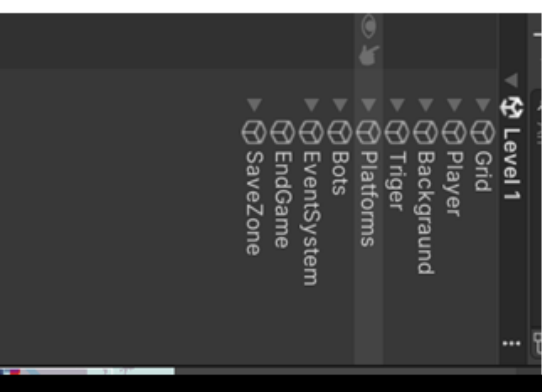 Level 1
Grid
Player
Backgraund
Triger
Platforms
Bots
EventSystem
EndGame
SaveZone